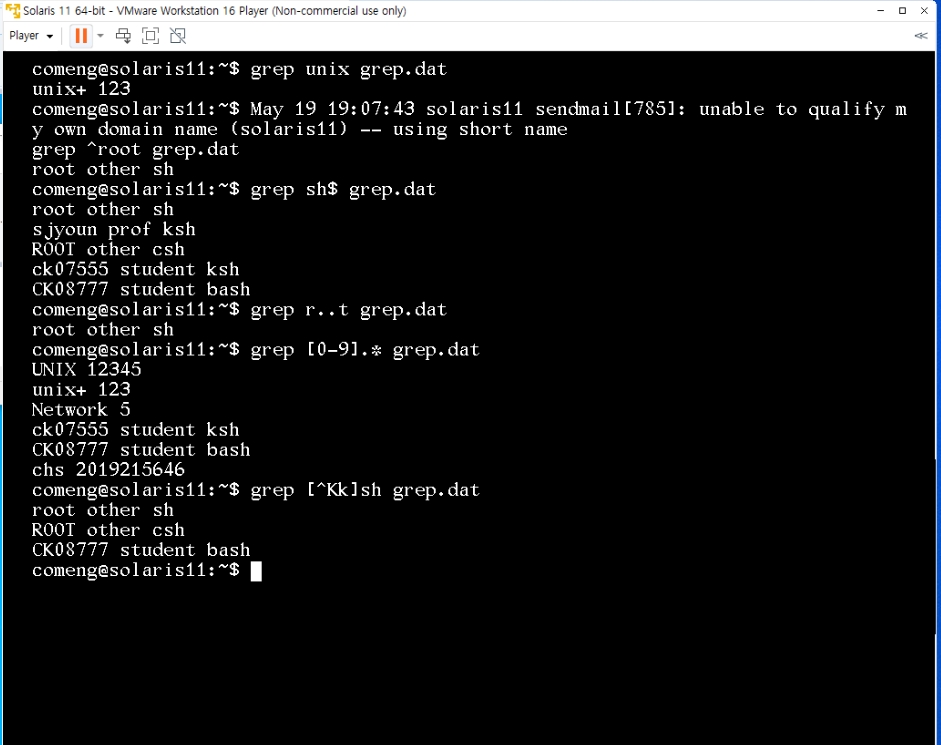 Solaris 11 64-bit - VMware Workstation 16 Player (Non-commercial use only)
Player
comeng@solaris11:~$ grep unix grep.dat
unix+ 123
comeng@solaris11:~$ May 19 19:07:43 solaris11 sendmail[785]: unable to qualify m
y own domain name (solaris11) -- using short name
grep ^root grep.dat
root other sh
comeng@solaris11:~$ grep sh$ grep.dat
root other sh
sjyoun prof ksh
ROOT other csh
ck07555 student ksh
CK08777 student bash
comeng@solaris11:~$ grep r..t grep.dat
root other sh
comeng@solaris11:~$ grep [0-9].* grep.dat
UNIX 12345
unix+ 123
Network 5
ck07555 student ksh
CK08777 student bash
chs 2019215646
comeng@solaris11:~$ grep [^Kk]sh grep.dat
root other sh
ROOT other csh
CK08777 student bash
comeng@solaris11:~$